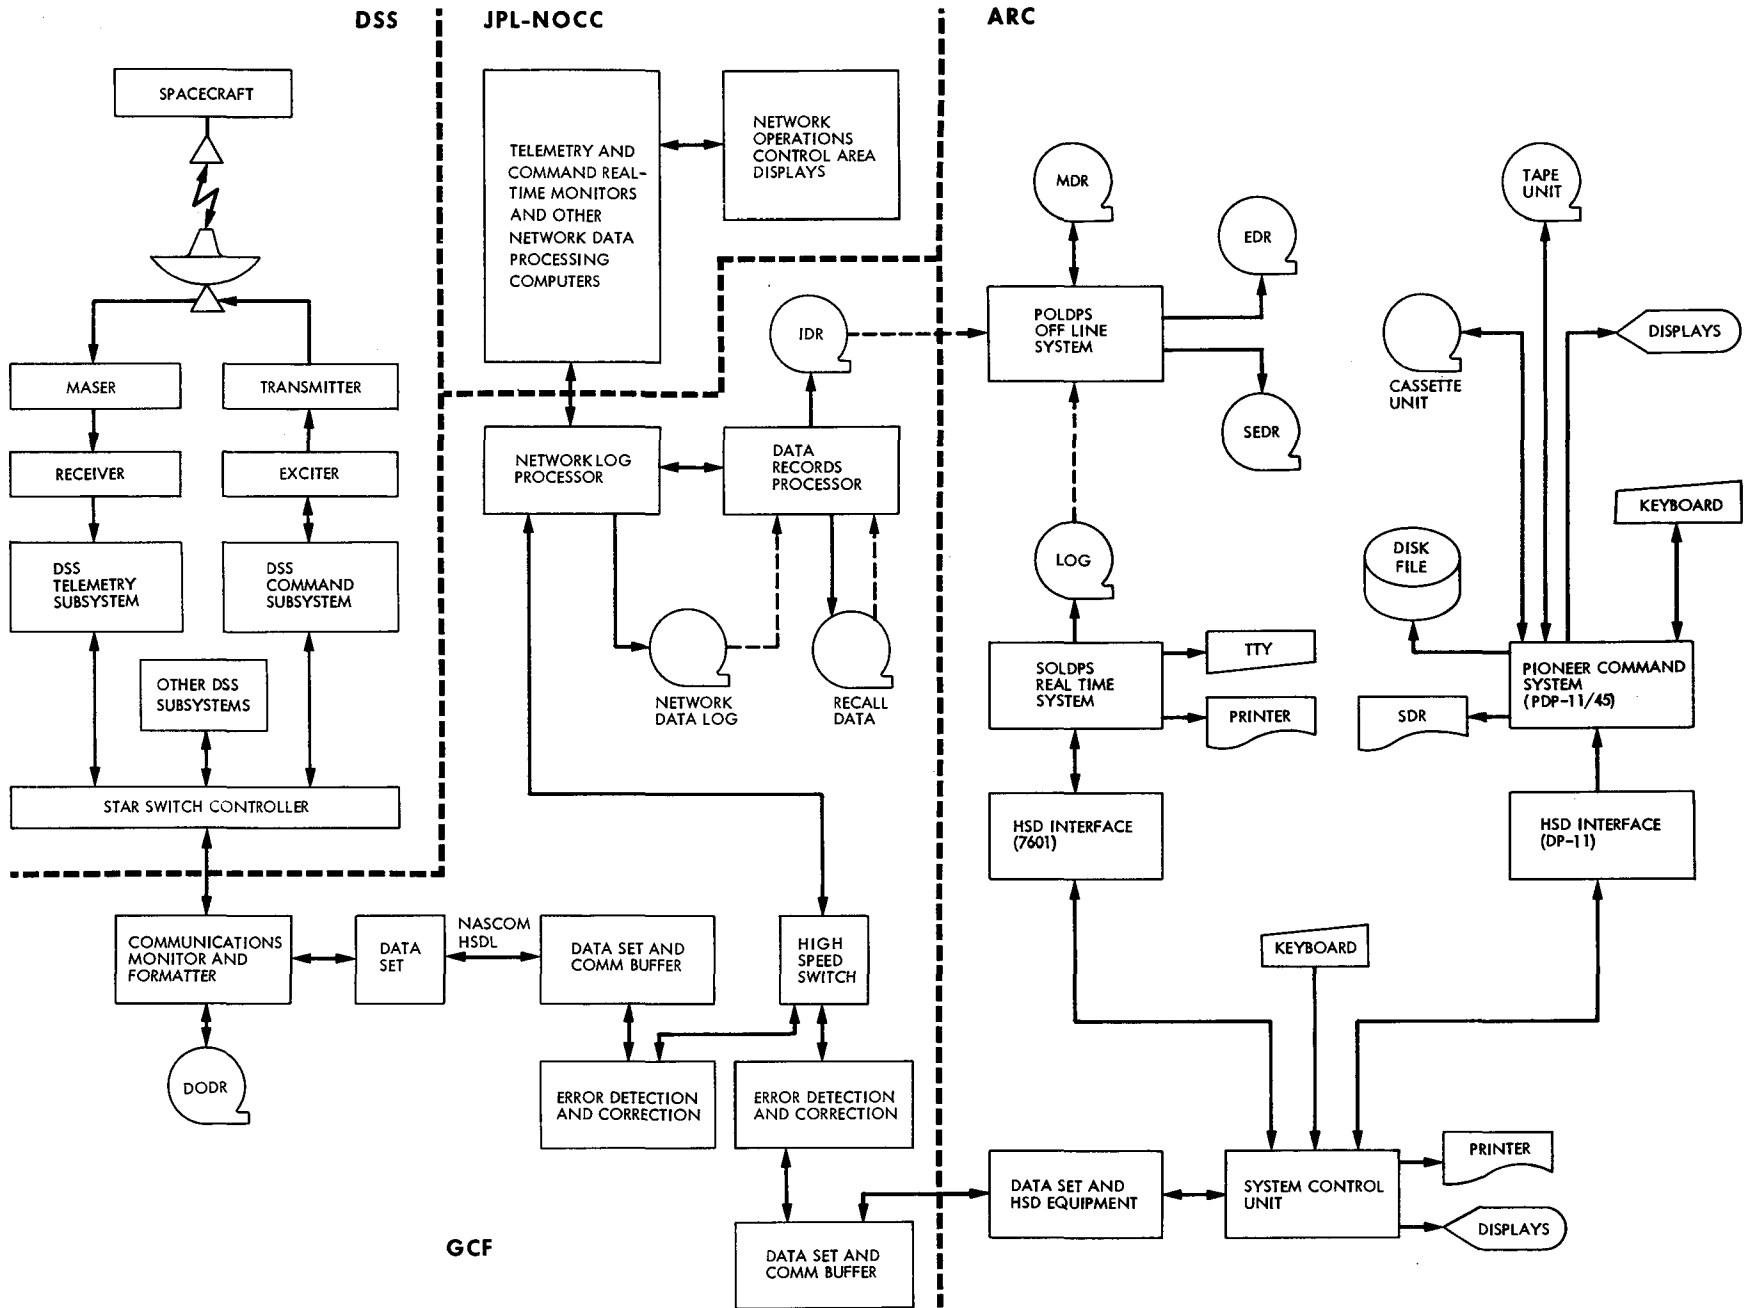 DSS
JPL-NOCC
ARC
SPACECRAFT
MASER
TRANSMITTER
RECEIVER
EXCITER
DSS
TELEMETRY
SUBSYSTEM
DSS
COMMAND
SUBSYSTEM
OTHER DSS
SUBSYSTEMS
STAR SWITCH CONTROLLER
TELEMETRY AND
COMMAND REAL-
TIME MONITORS
AND OTHER
NETWORK DATA
PROCESSING
COMPUTERS
NETWORK
OPERATIONS
CONTROL AREA
DISPLAYS
IDR
NETWORK LOG
PROCESSOR
DATA
RECORDS
PROCESSOR
NETWORK
DATA LOG
RECALL
DATA
COMMUNICATIONS
MONITOR AND
FORMATTER
DATA
SET
NASCOM
HSDL
DATA SET AND
COMM BUFFER
HIGH
SPEED
SWITCH
DODR
ERROR DETECTION
AND CORRECTION
ERROR DETECTION
AND CORRECTION
GCF
DATA SET AND
COMM BUFFER
MDR
EDR
TAPE
UNIT
POLDPS
OFF LINE
SYSTEM
CASSETTE
UNIT
DISPLAYS
SEDR
KEYBOARD
LOG
DISK
FILE
SOLDPS
REAL TIME
SYSTEM
TTY
PRINTER
SDR
PIONEER COMMAND
SYSTEM
(PDP-11/45)
HSD INTERFACE
(7601)
HSD INTERFACE
(DP-11)
KEYBOARD
DATA SET AND
HSD EQUIPMENT
SYSTEM CONTROL
UNIT
PRINTER
DISPLAYS